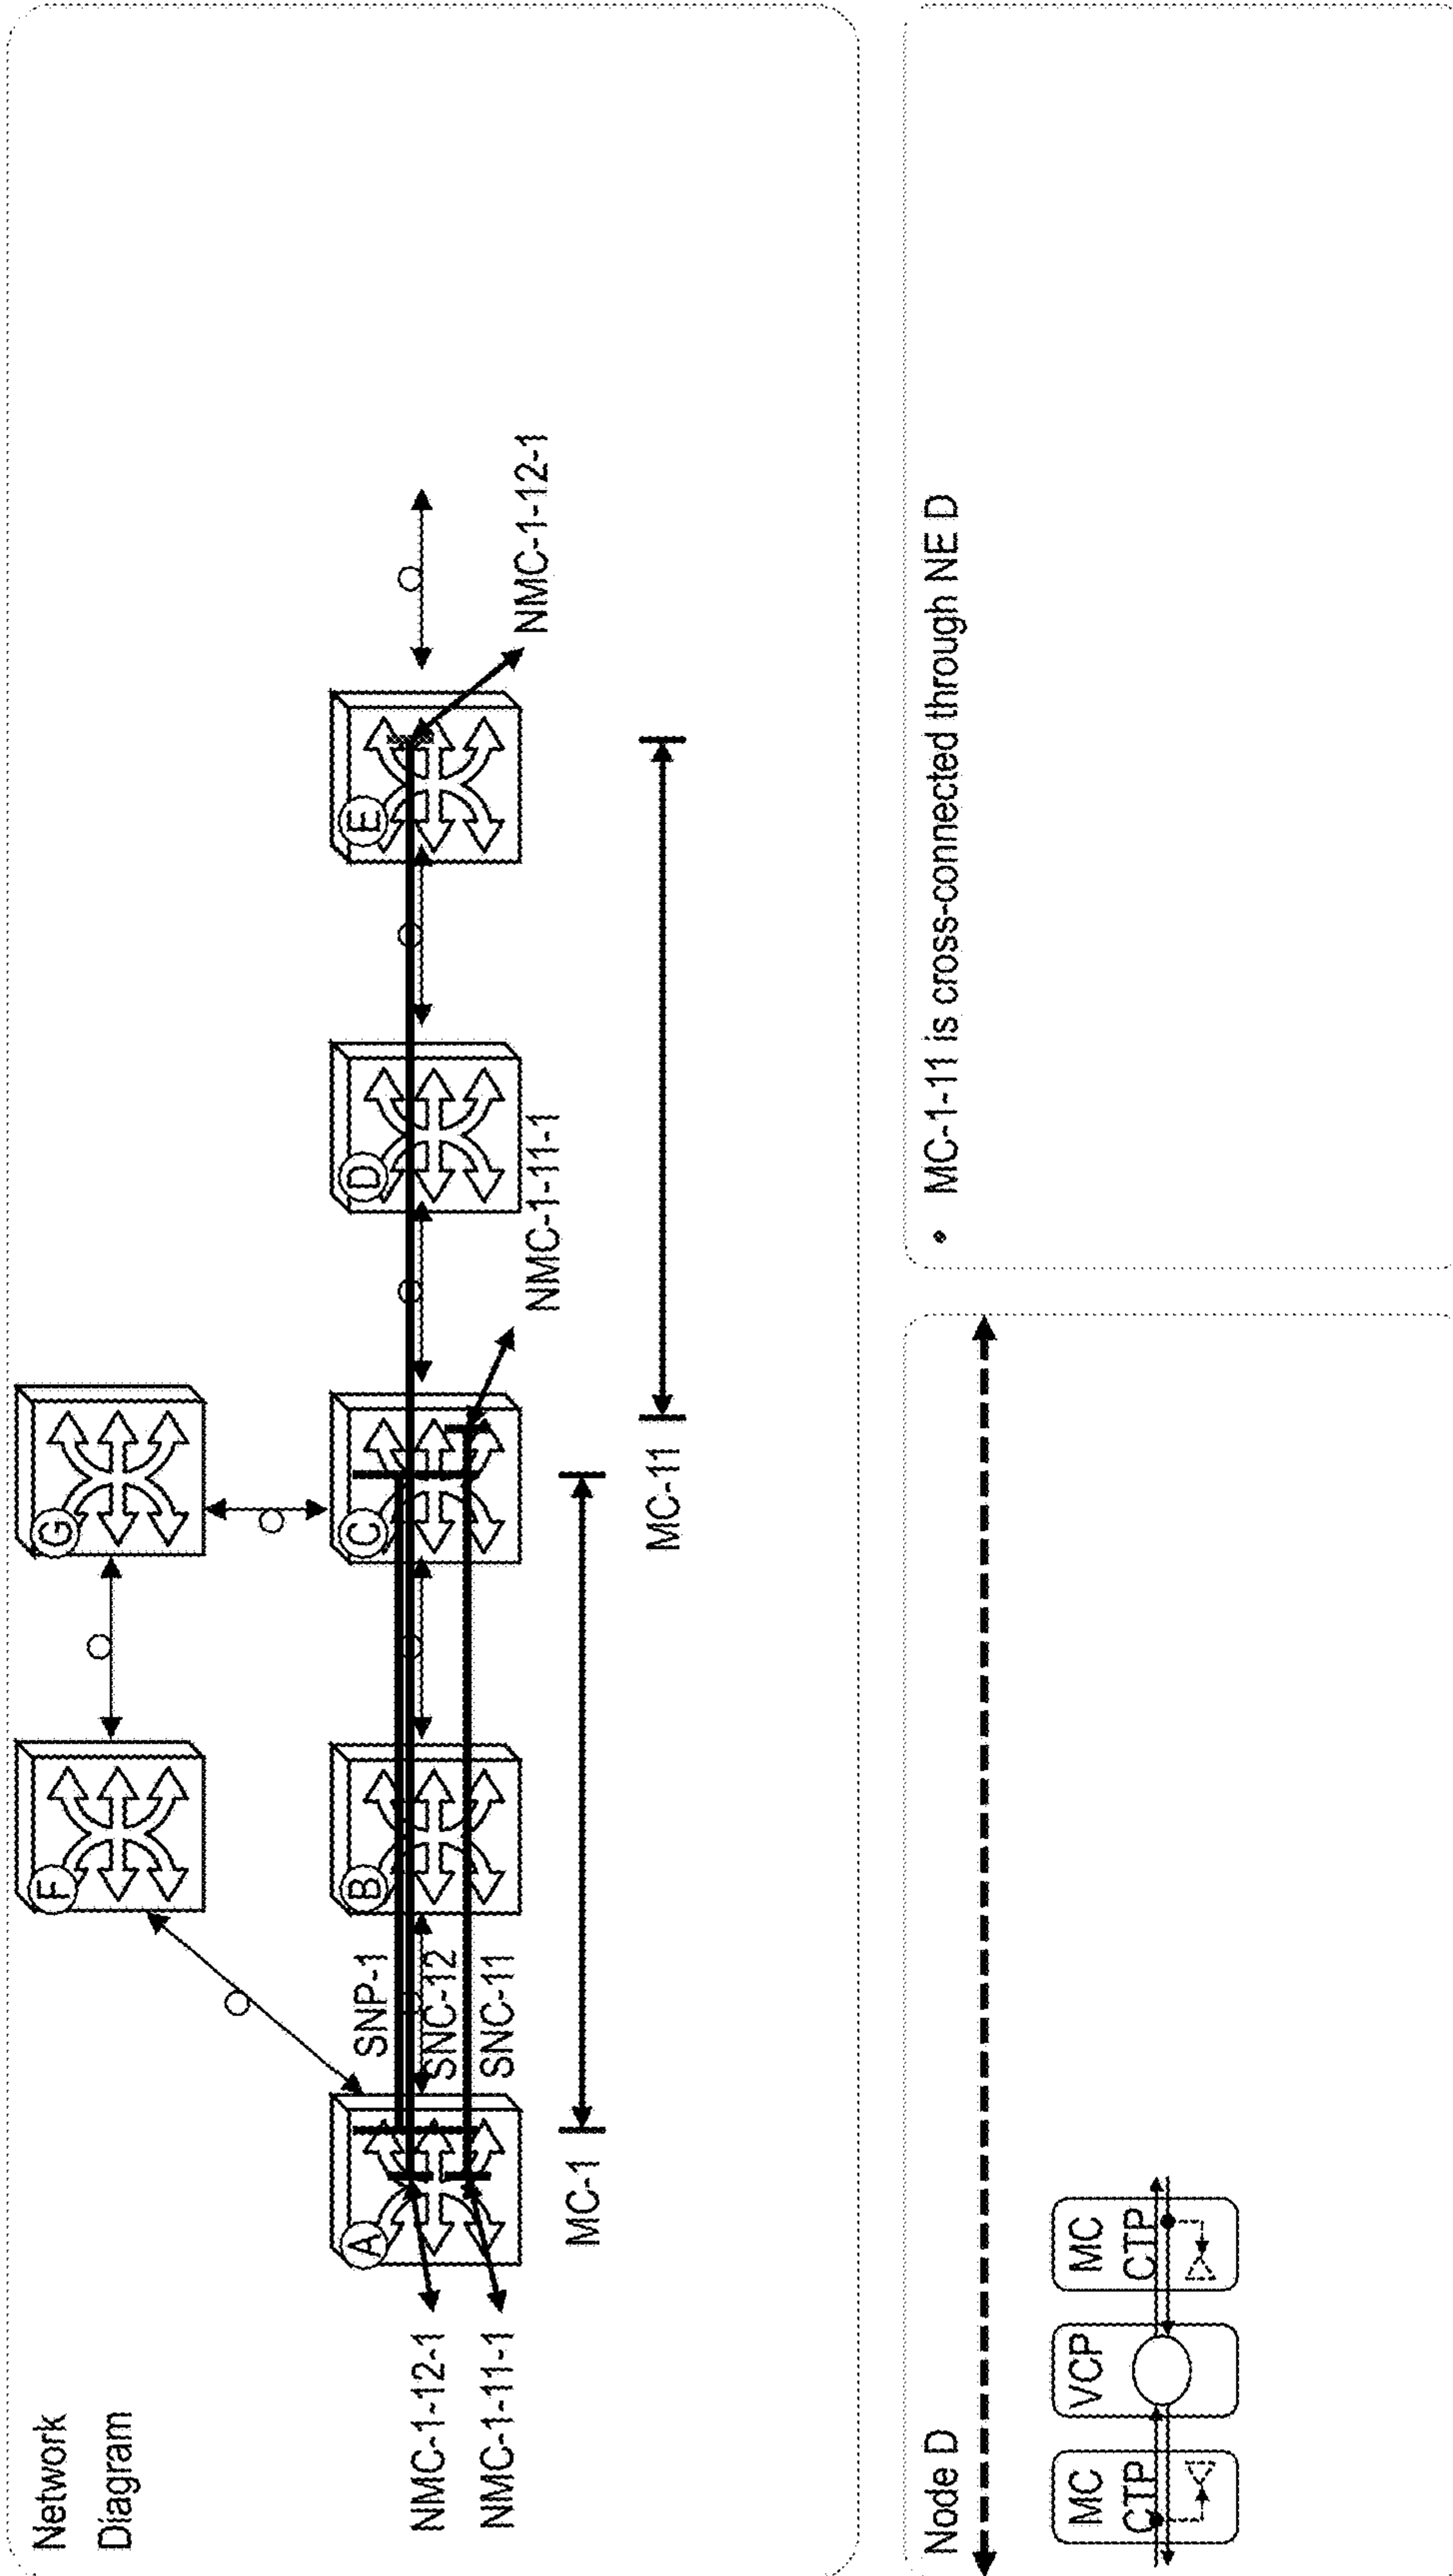 Network
Diagram
F
G
A
B
C
D
E
SNP-1
SNC-12
SNC-11
NMC-1-12-1
NMC-1-11-1
NMC-1-11-1
NMC-1-12-1
MC-1
MC-11
Node D
MC
CTP
VCP
MC
CTP
• MC-1-11 is cross-connected through NE D